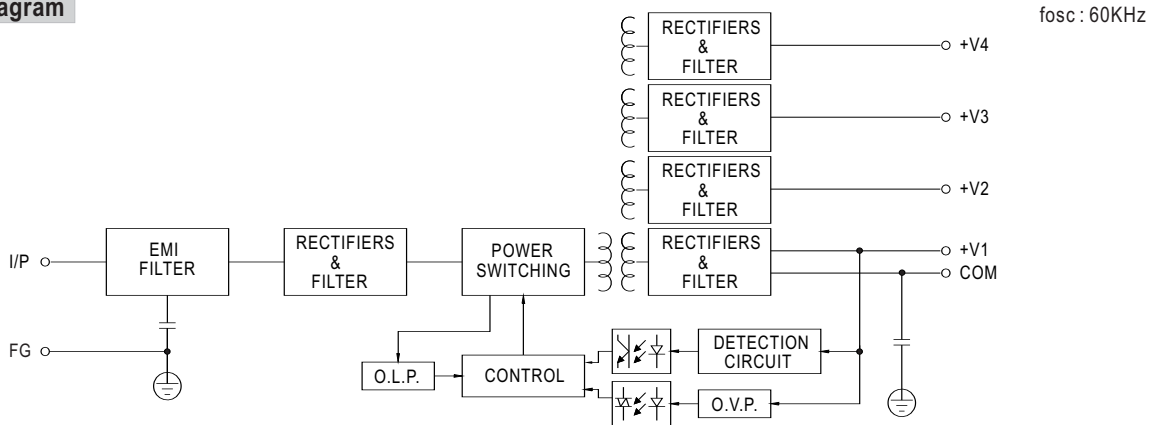 agram
fosc : 60KHz
RECTIFIERS
&
FILTER
+V4
RECTIFIERS
&
FILTER
+V3
RECTIFIERS
&
FILTER
+V2
I/P
EMI
FILTER
RECTIFIERS
&
FILTER
POWER
SWITCHING
RECTIFIERS
&
FILTER
+V1
COM
FG
O.L.P.
CONTROL
DETECTION
CIRCUIT
O.V.P.